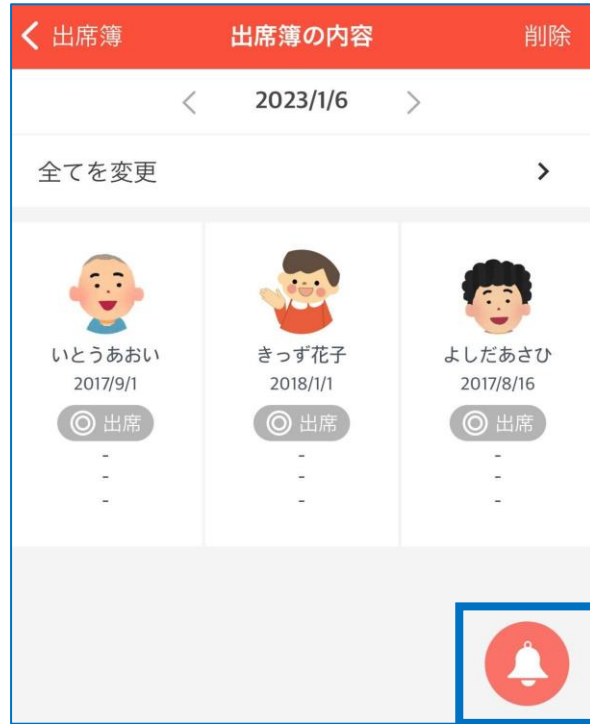 出席簿 出席簿の内容 削除
2023/1/6
全てを変更
いとうあおい きっず花子 よしだあさひ
2017/9/1 2018/1/1 2017/8/16
◎ 出席 ◎ 出席 ◎ 出席
- - -
- - -
- - -